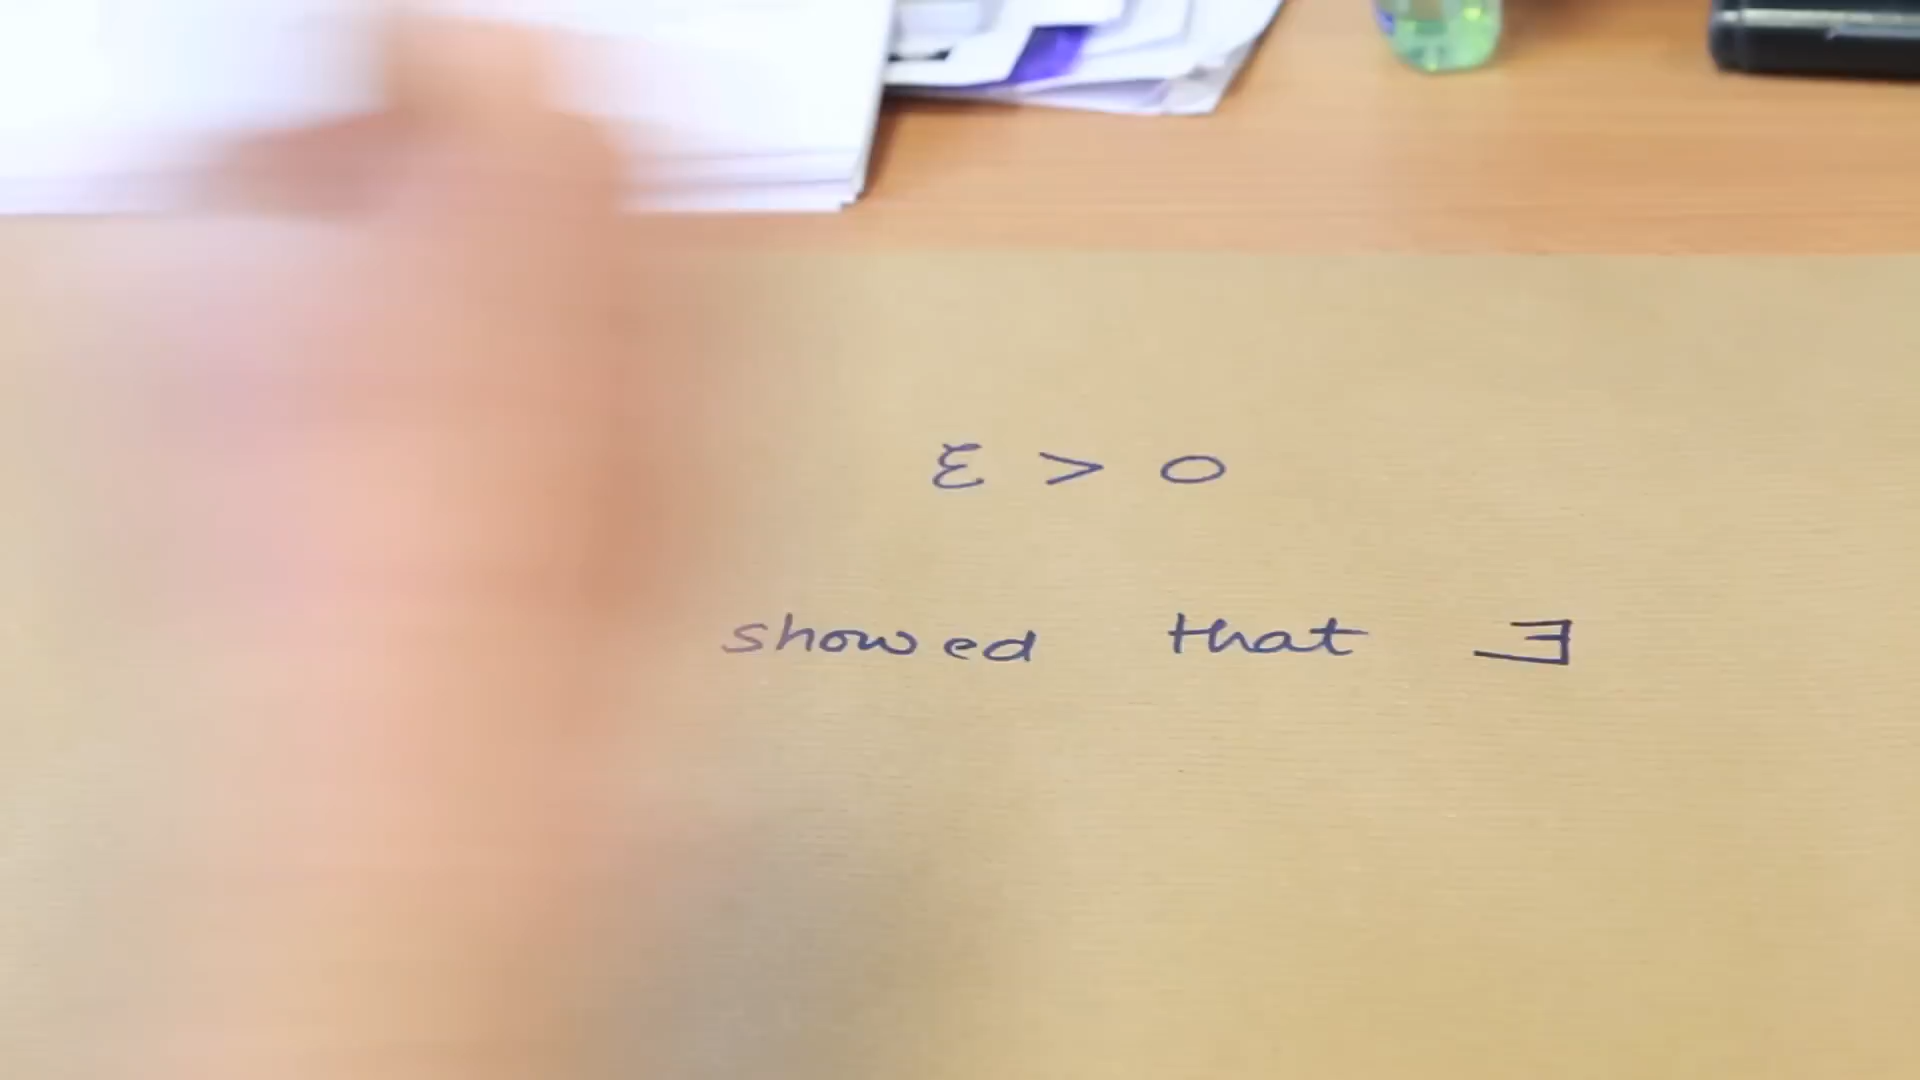 ε > 0
showed that ∃